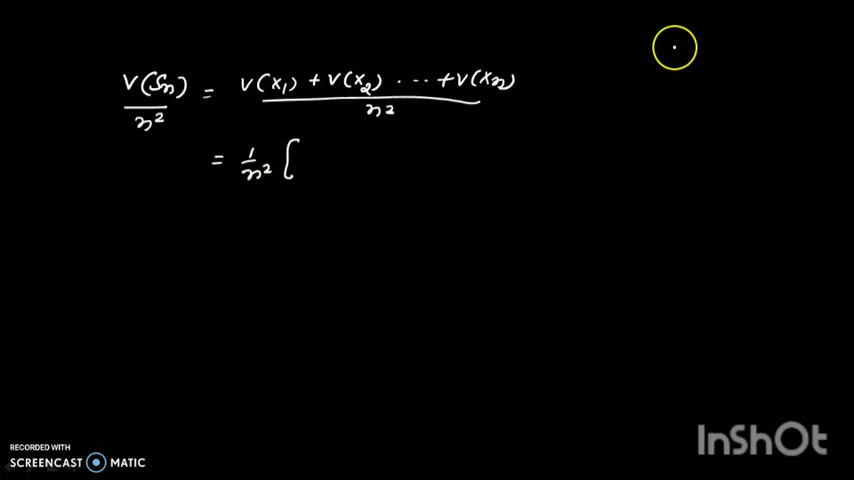 V(Sn)/n² = V(X₁) + V(X₂) ... + V(Xn)/n²
= 1/n² [
InShOt
RECORDED WITH
SCREENCAST MATIC